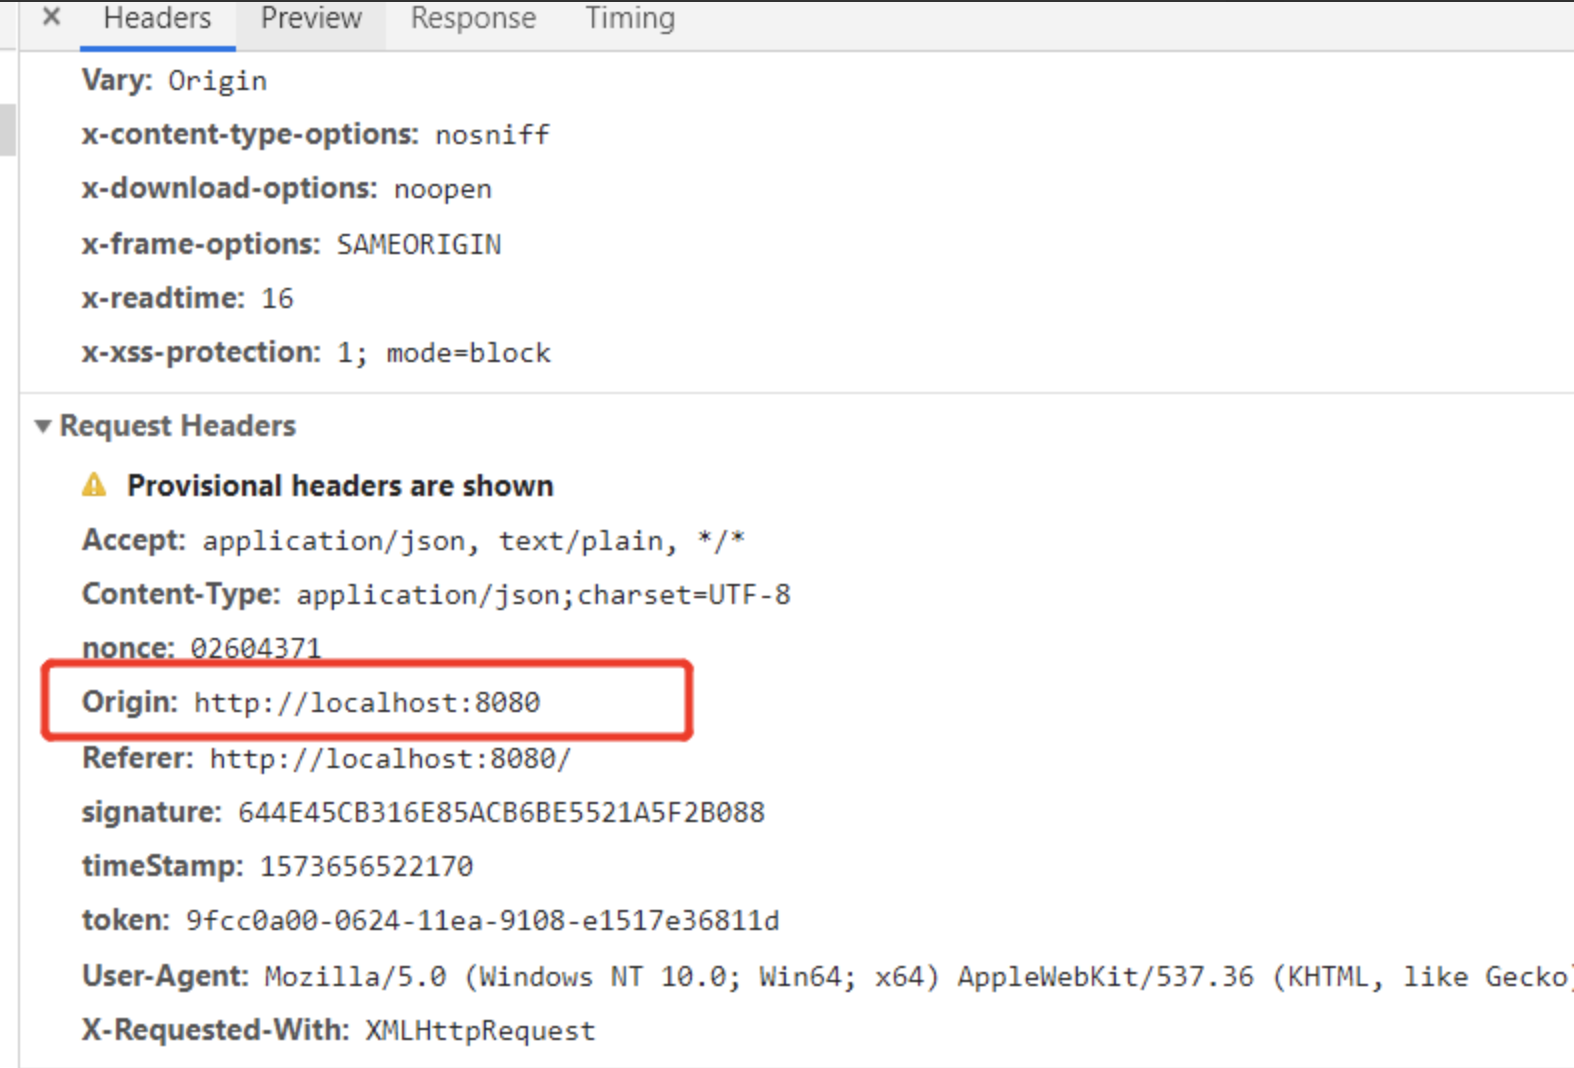 × Headers Preview Response Timing
Vary: Origin
x-content-type-options: nosniff
x-download-options: noopen
x-frame-options: SAMEORIGIN
x-readtime: 16
x-xss-protection: 1; mode=block
▼ Request Headers
Provisional headers are shown
Accept: application/json, text/plain, */*
Content-Type: application/json;charset=UTF-8
nonce: 02604371
Origin: http://localhost:8080
Referer: http://localhost:8080/
signature: 644E45CB316E85ACB6BE5521A5F2B088
timeStamp: 1573656522170
token: 9fcc0a00-0624-11ea-9108-e1517e36811d
User-Agent: Mozilla/5.0 (Windows NT 10.0; Win64; x64) AppleWebKit/537.36 (KHTML, like Gecko)
X-Requested-With: XMLHttpRequest